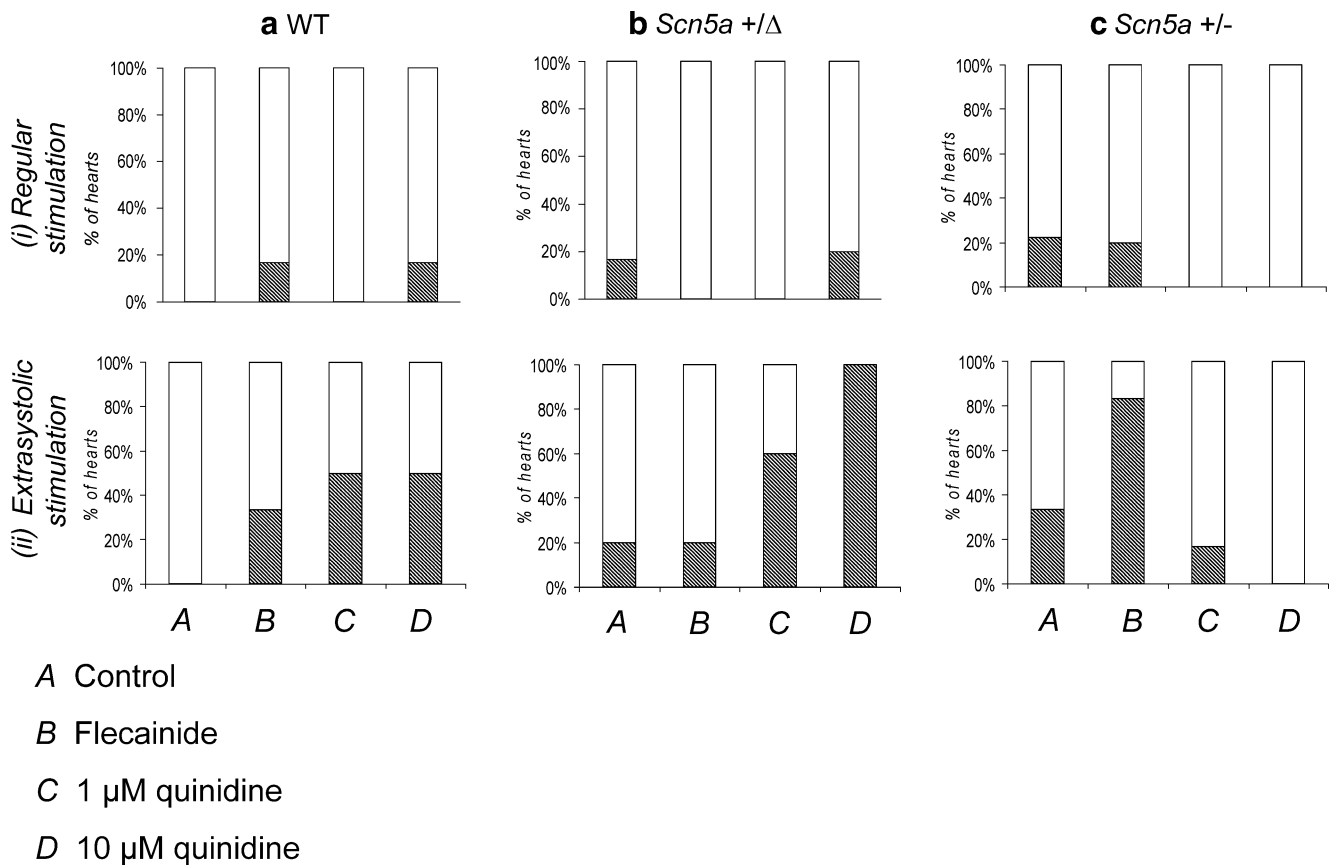 a WT
b Scn5a +/Δ
c Scn5a +/-
(i) Regular
stimulation
% of hearts
100%
80%
60%
40%
20%
0%
% of hearts
100%
80%
60%
40%
20%
0%
% of hearts
100%
80%
60%
40%
20%
0%
(ii) Extrasystolic
stimulation
% of hearts
100%
80%
60%
40%
20%
0%
A B C D
% of hearts
100%
80%
60%
40%
20%
0%
A B C D
% of hearts
100%
80%
60%
40%
20%
0%
A B C D
A Control
B Flecainide
C 1 µM quinidine
D 10 µM quinidine